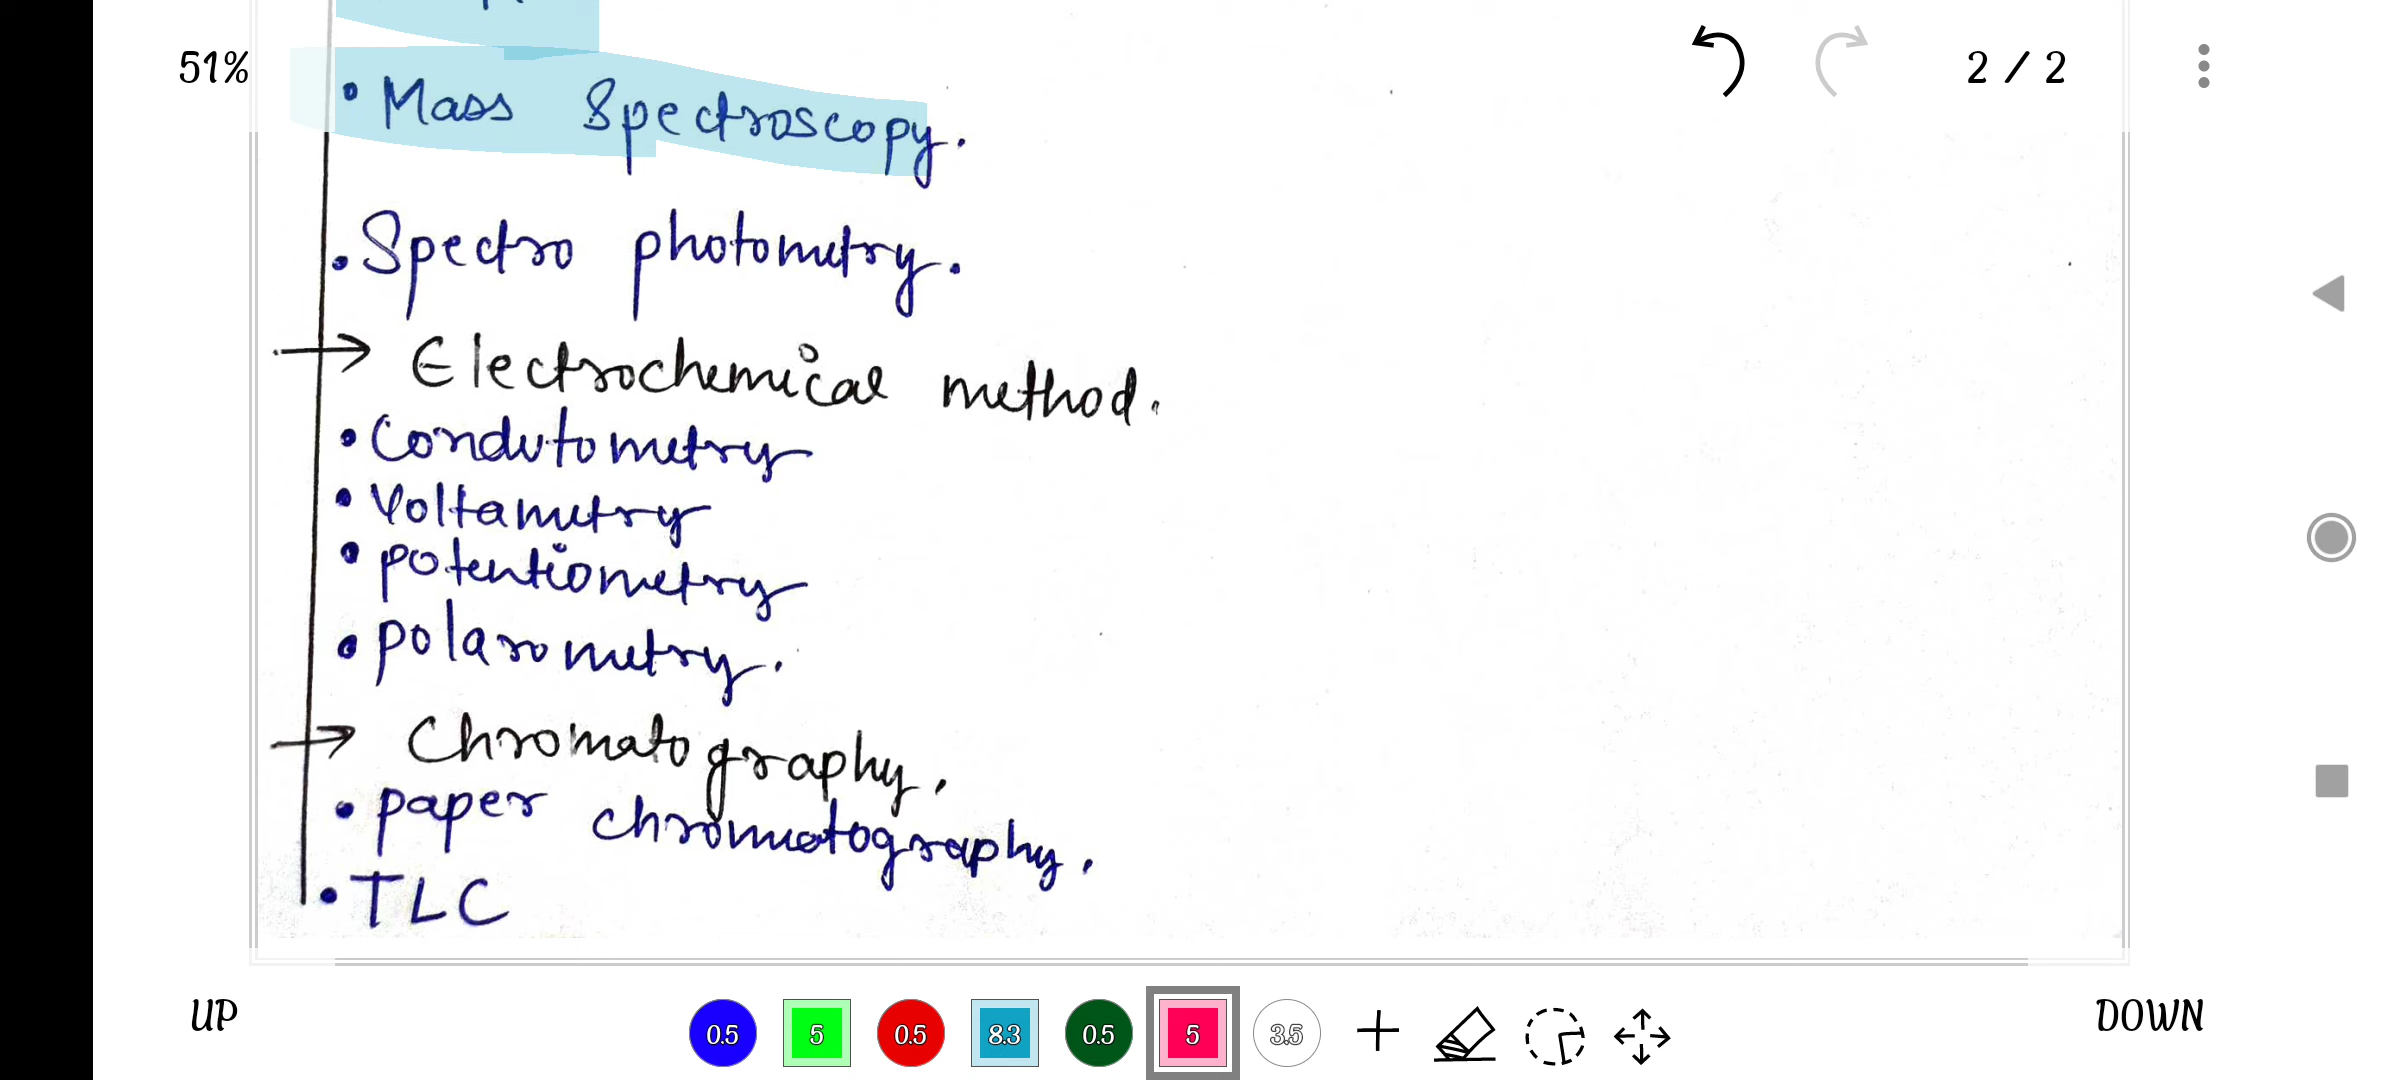 51%
2 / 2
• Mass Spectroscopy.
• Spectro photometry.
→ Electrochemical method.
• Condutometry
• Voltametry
• potentiometry
• polarometry.
→ Chromatography.
• paper chromatography.
• TLC
UP
0.5 5 0.5 8.3 0.5 5 3.5
DOWN